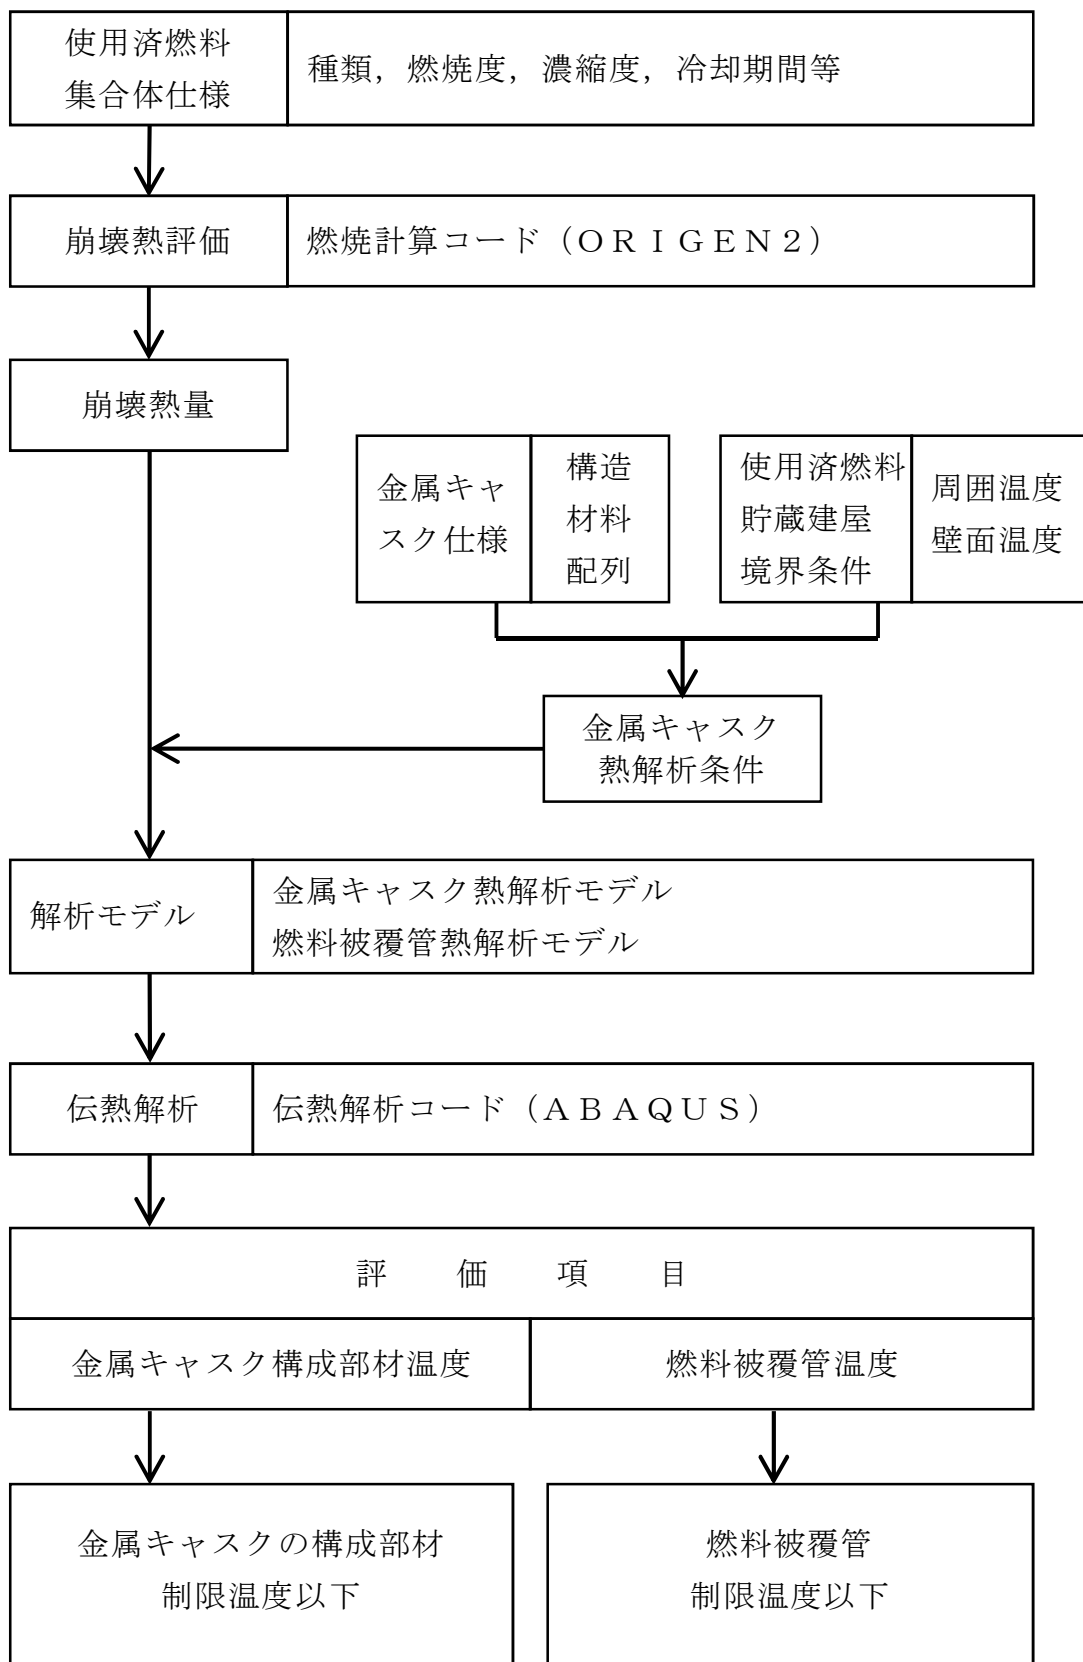 使用済燃料
集合体仕様
種類，燃焼度，濃縮度，冷却期間等
崩壊熱評価
燃焼計算コード（ＯＲＩＧＥＮ２）
崩壊熱量
金属キャ
スク仕様
構造
材料
配列
使用済燃料
貯蔵建屋
境界条件
周囲温度
壁面温度
金属キャスク
熱解析条件
解析モデル
金属キャスク熱解析モデル
燃料被覆管熱解析モデル
伝熱解析
伝熱解析コード（ＡＢＡＱＵＳ）
評　価　項　目
金属キャスク構成部材温度
燃料被覆管温度
金属キャスクの構成部材
制限温度以下
燃料被覆管
制限温度以下